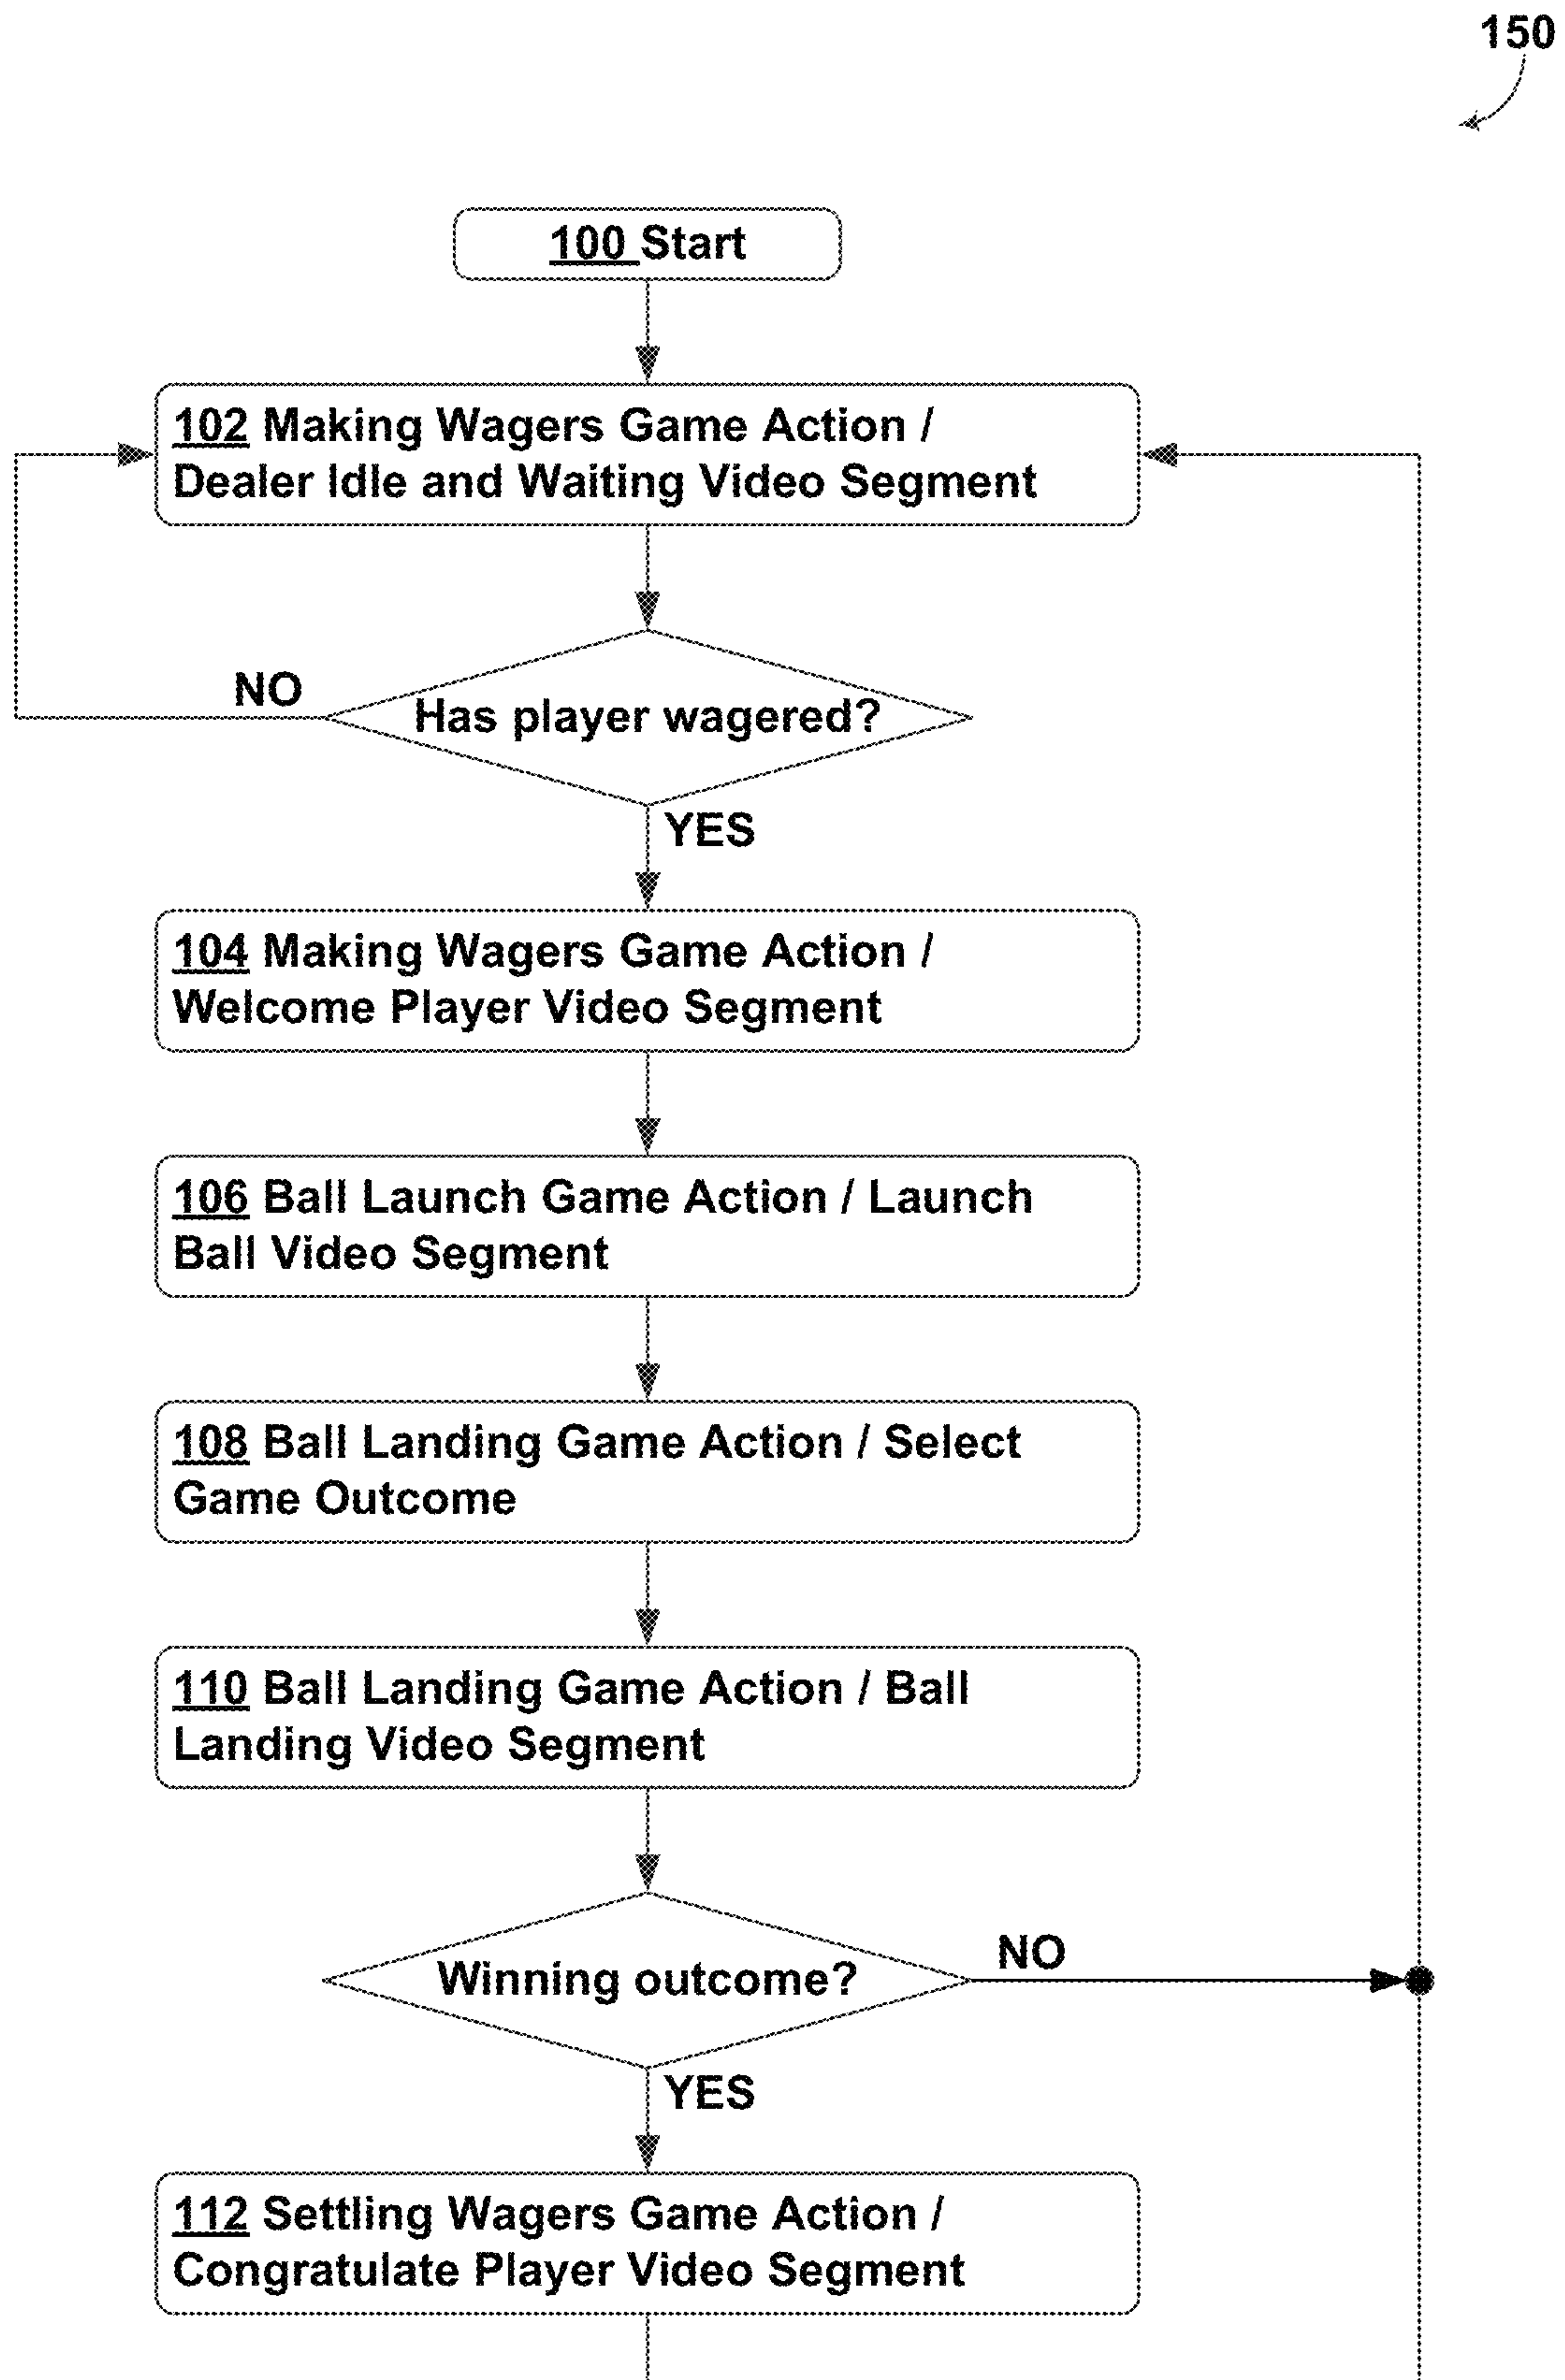 150
100 Start
102 Making Wagers Game Action /
Dealer Idle and Waiting Video Segment
NO
Has player wagered?
YES
104 Making Wagers Game Action /
Welcome Player Video Segment
106 Ball Launch Game Action / Launch
Ball Video Segment
108 Ball Landing Game Action / Select
Game Outcome
110 Ball Landing Game Action / Ball
Landing Video Segment
NO
Winning outcome?
YES
112 Settling Wagers Game Action /
Congratulate Player Video Segment